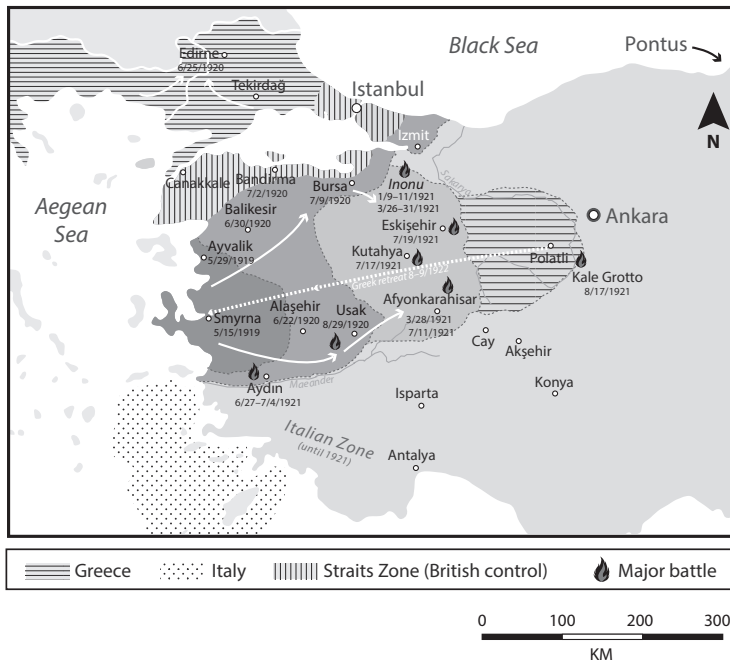 Black Sea
Pontus
Edirne
6/25/1920
Tekirdağ
Istanbul
N
Izmit
Sakarya
Canakkale
Bandirma
7/2/1920
Bursa
7/9/1920
Inonu
1/9–11/1921
3/26–31/1921
Aegean
Sea
Balikesir
6/30/1920
Eskişehir
7/19/1921
Ankara
Ayvalik
5/29/1919
Kutahya
7/17/1921
Polatli
Kale Grotto
8/17/1921
Greek retreat 8–9/1922
Smyrna
5/15/1919
Alaşehir
6/22/1920
Usak
8/29/1920
Afyonkarahisar
3/28/1921
7/11/1921
Cay
Akşehir
Maeander
Aydin
6/27–7/4/1921
Isparta
Konya
Italian Zone
(until 1921)
Antalya
Greece Italy Straits Zone (British control) Major battle
0 100 200 300
KM